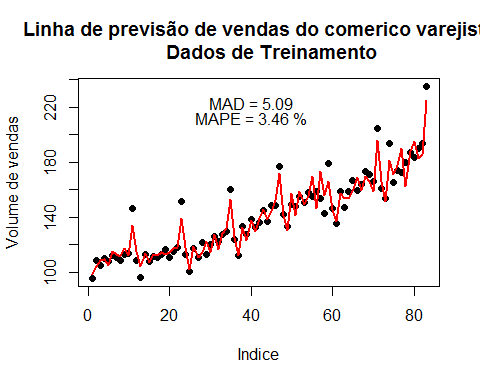 Linha de previsão de vendas do comerico varejist
Dados de Treinamento
MAD = 5.09
MAPE = 3.46 %
Volume de vendas
220
180
140
100
0
20
40
60
80
Indice